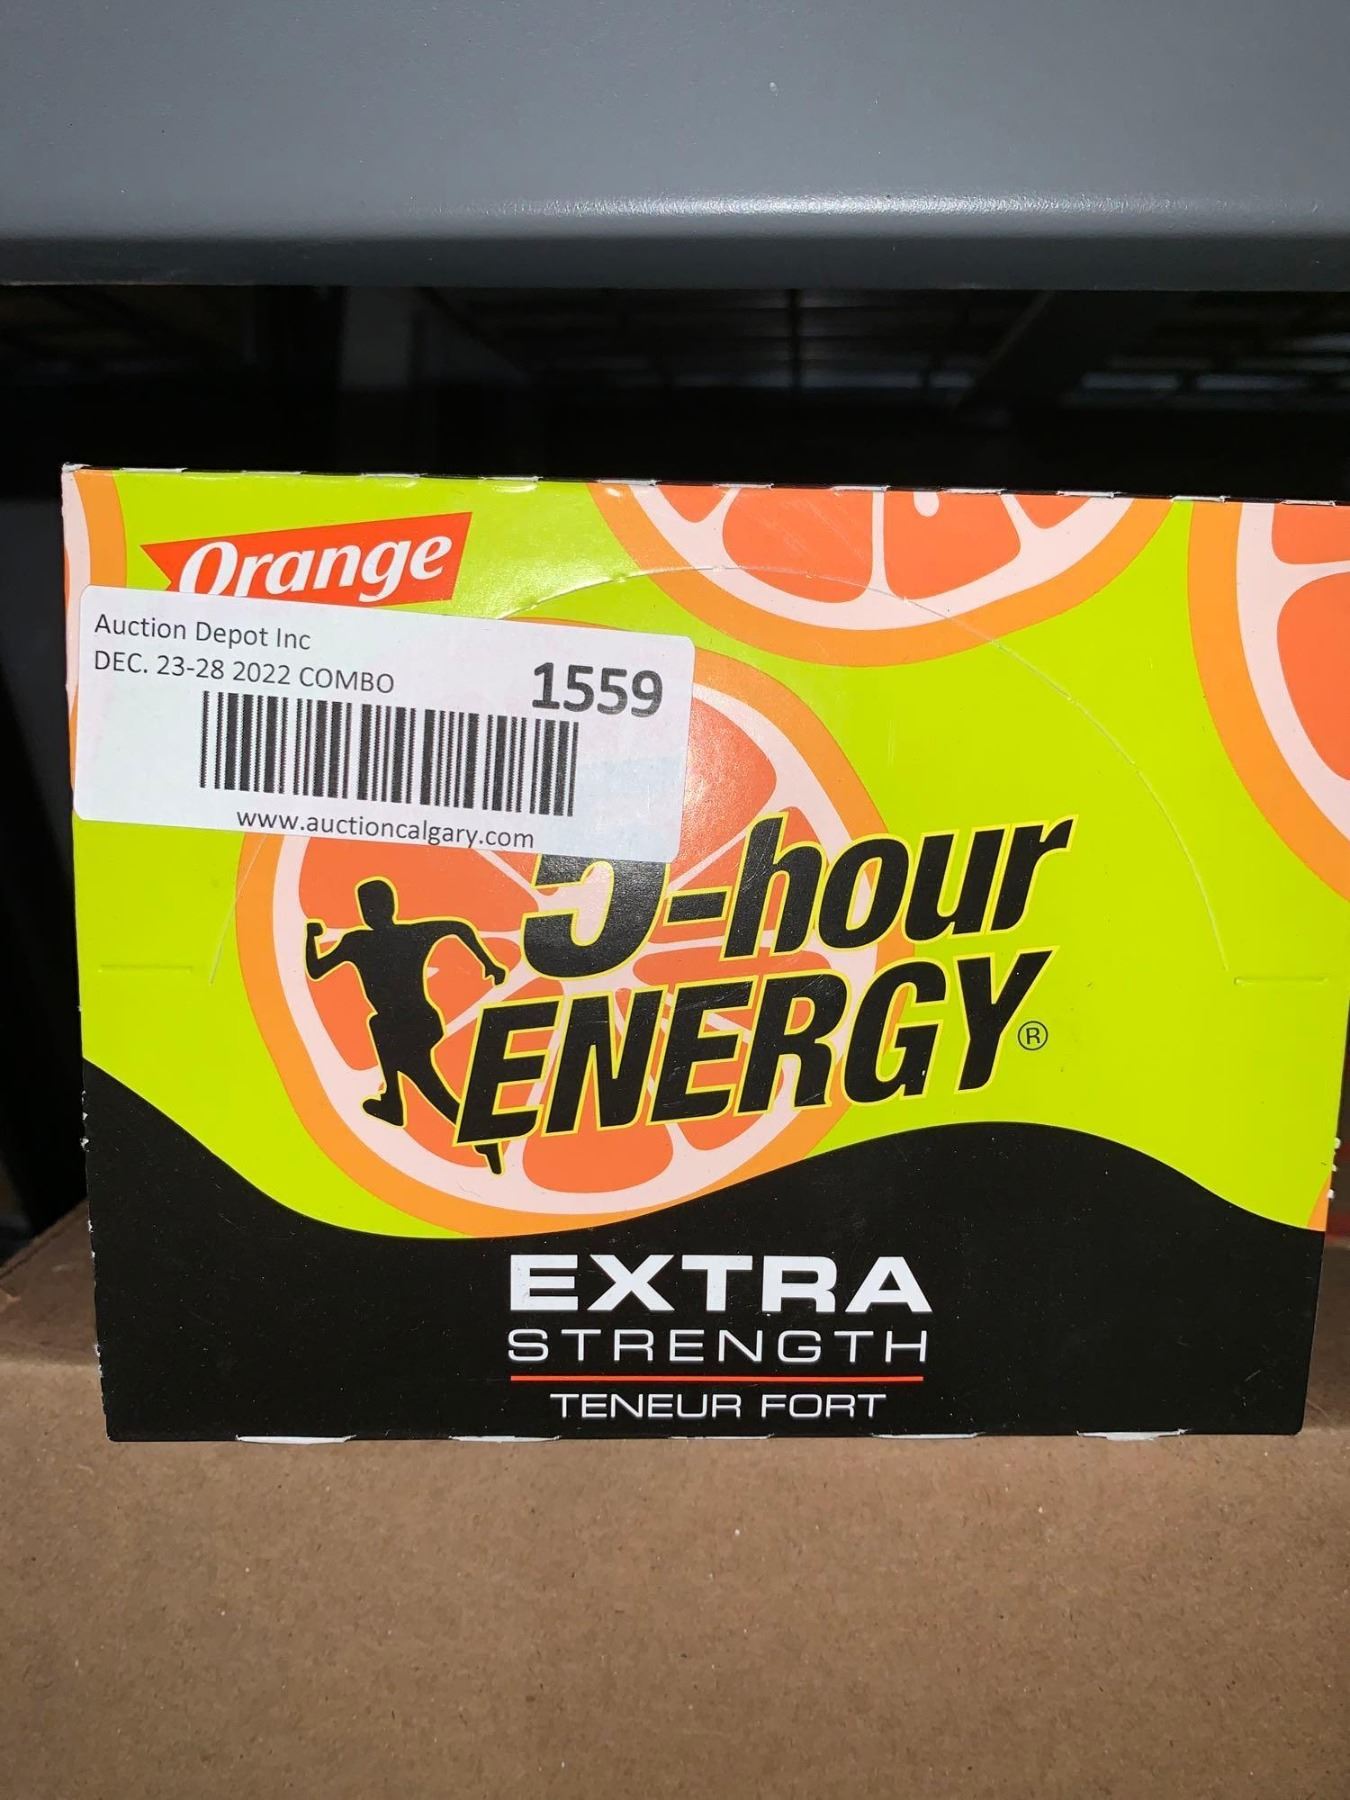 Orange
Auction Depot Inc
DEC. 23-28 2022 COMBO
1559
www.auctioncalgary.com
5-hour
ENERGY®
EXTRA
STRENGTH
TENEUR FORT